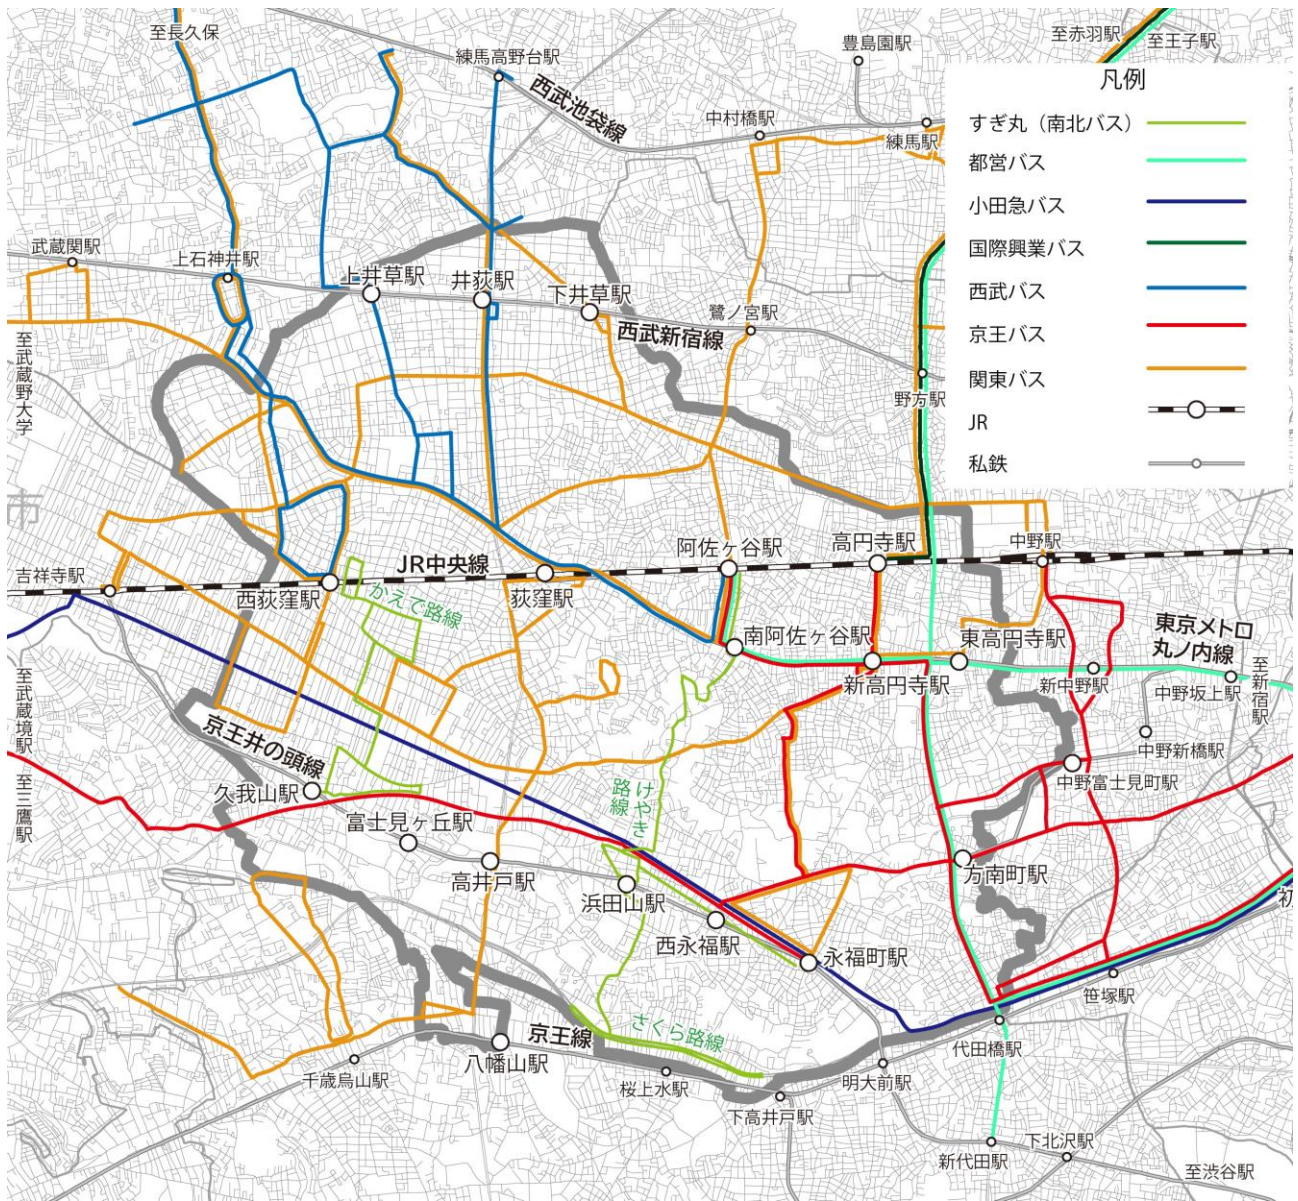 至長久保
練馬高野台駅
豊島園駅
至赤羽駅
至王子駅
凡例
西武池袋線
中村橋駅
練馬駅
すぎ丸（南北バス）
都営バス
小田急バス
国際興業バス
西武バス
京王バス
関東バス
JR
私鉄
武蔵関駅
上石神井駅
上井草駅
井荻駅
下井草駅
鷺ノ宮駅
西武新宿線
至武蔵野大学
野方駅
市
吉祥寺駅
JR中央線
西荻窪駅
かえで路線
荻窪駅
阿佐ヶ谷駅
高円寺駅
中野駅
南阿佐ヶ谷駅
新高円寺駅
東高円寺駅
東京メトロ
丸ノ内線
新中野駅
中野坂上駅
至新宿駅
中野新橋駅
中野富士見町駅
至武蔵境駅
至三鷹駅
京王井の頭線
久我山駅
富士見ヶ丘駅
高井戸駅
けやき
路線
浜田山駅
西永福駅
永福町駅
方南町駅
初
笹塚駅
代田橋駅
京王線
さくら路線
八幡山駅
千歳烏山駅
桜上水駅
下高井戸駅
明大前駅
新代田駅
下北沢駅
至渋谷駅